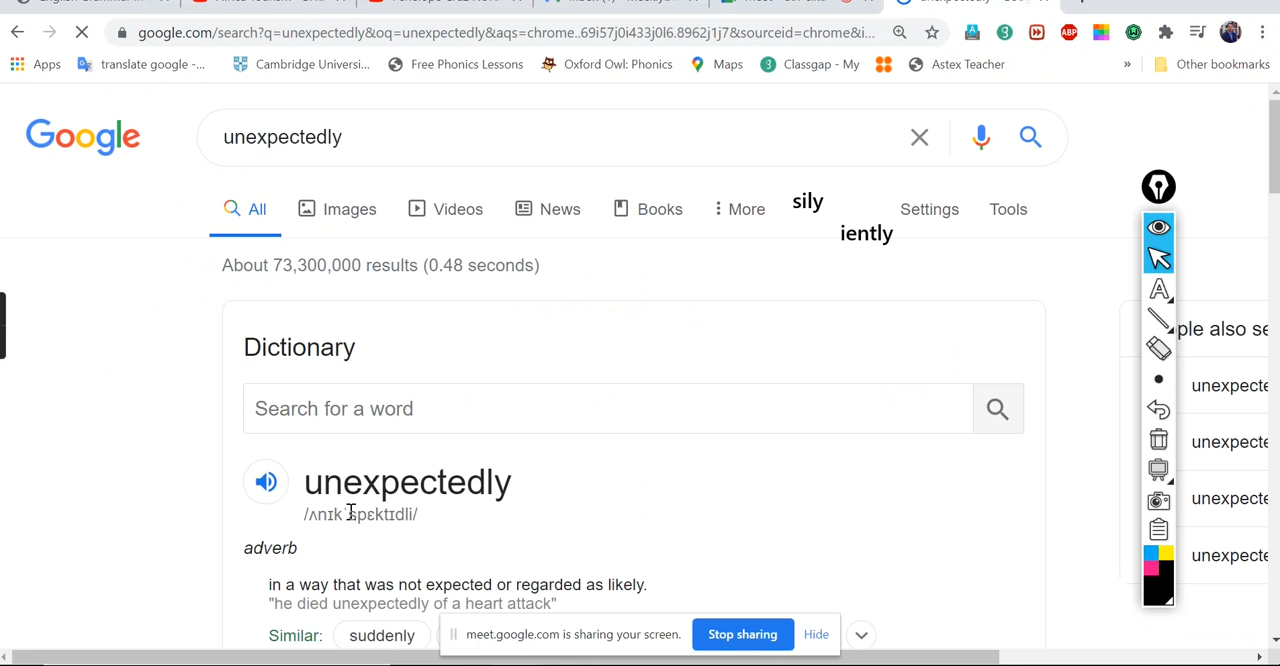 google.com/search?q=unexpectedly&oq=unexpectedly&aqs=chrome..69i57j0i433j0l6.8962j1j7&sourceid=chrome&i...
Apps translate google -... Cambridge Universi... Free Phonics Lessons Oxford Owl: Phonics Maps Classgap - My Astex Teacher » Other bookmarks
Google unexpectedly
All Images Videos News Books More sily Settings Tools
iently
About 73,300,000 results (0.48 seconds)
Dictionary
ple also se
Search for a word
unexpecte
unexpecte
unexpectedly
unexpecte
/ʌnɪkˈspɛktɪdli/
adverb
unexpecte
in a way that was not expected or regarded as likely.
"he died unexpectedly of a heart attack"
Similar: suddenly
meet.google.com is sharing your screen. Stop sharing Hide